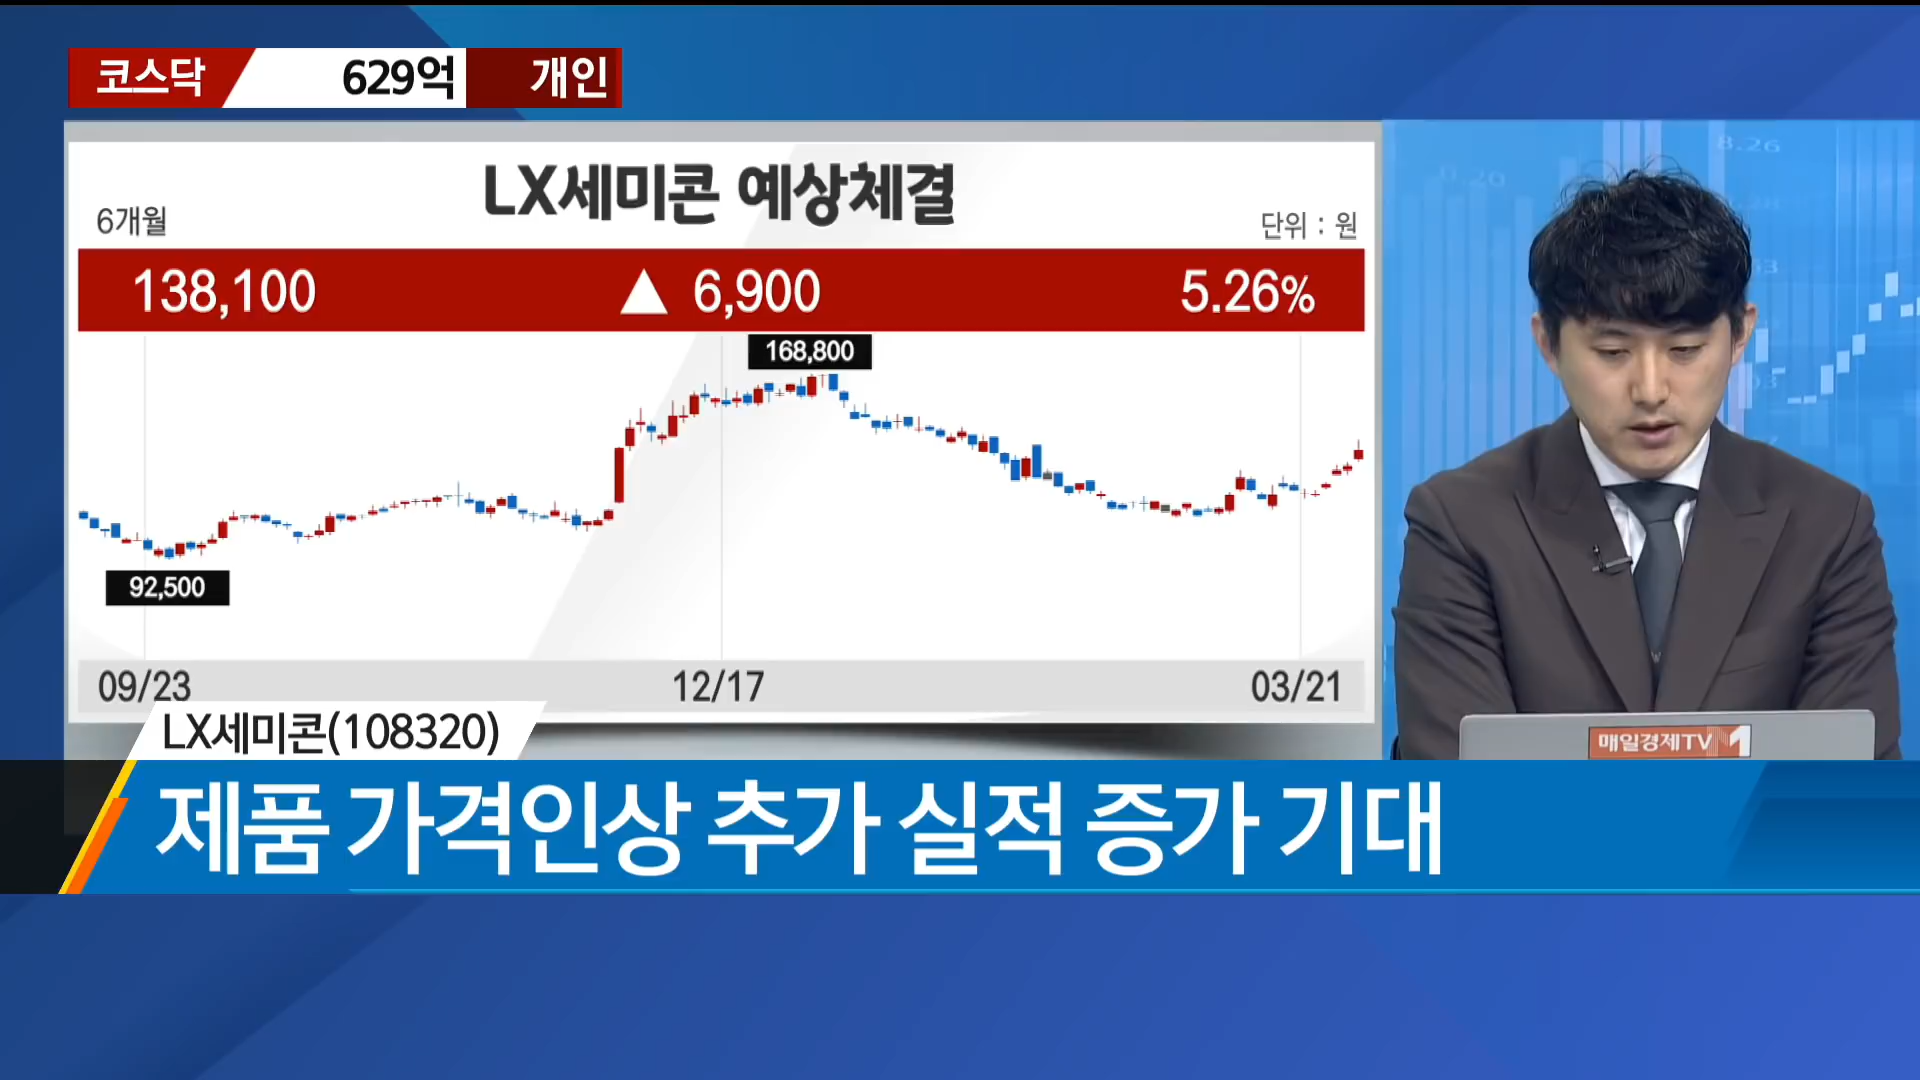 코스닥 629억 개인
LX세미콘 예상체결
6개월
단위 : 원
138,100 ▲ 6,900 5.26%
168,800
92,500
09/23 12/17 03/21
LX세미콘(108320)
제품 가격인상 추가 실적 증가 기대
매일경제TV M
8.26